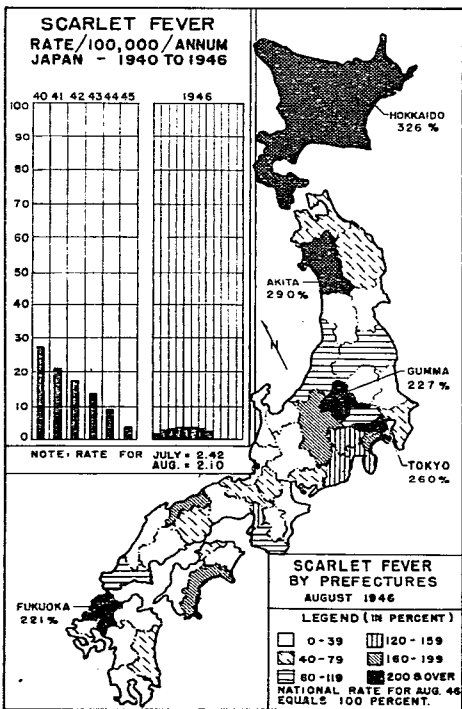 SCARLET FEVER
RATE/100,000/ANNUM
JAPAN - 1940 TO 1946
40 41 42 43 44 45
1946
100
90
80
70
60
50
40
30
20
10
0
NOTE: RATE FOR JULY = 2.42
AUG. = 2.10
HOKKAIDO
326 %
AKITA
290%
N
GUMMA
227%
TOKYO
260%
FUKUOKA
221%
SCARLET FEVER
BY PREFECTURES
AUGUST 1946
LEGEND (IN PERCENT)
0-39
120-159
40-79
160-199
80-119
200 & OVER
NATIONAL RATE FOR AUG. 46
EQUALS 100 PERCENT.